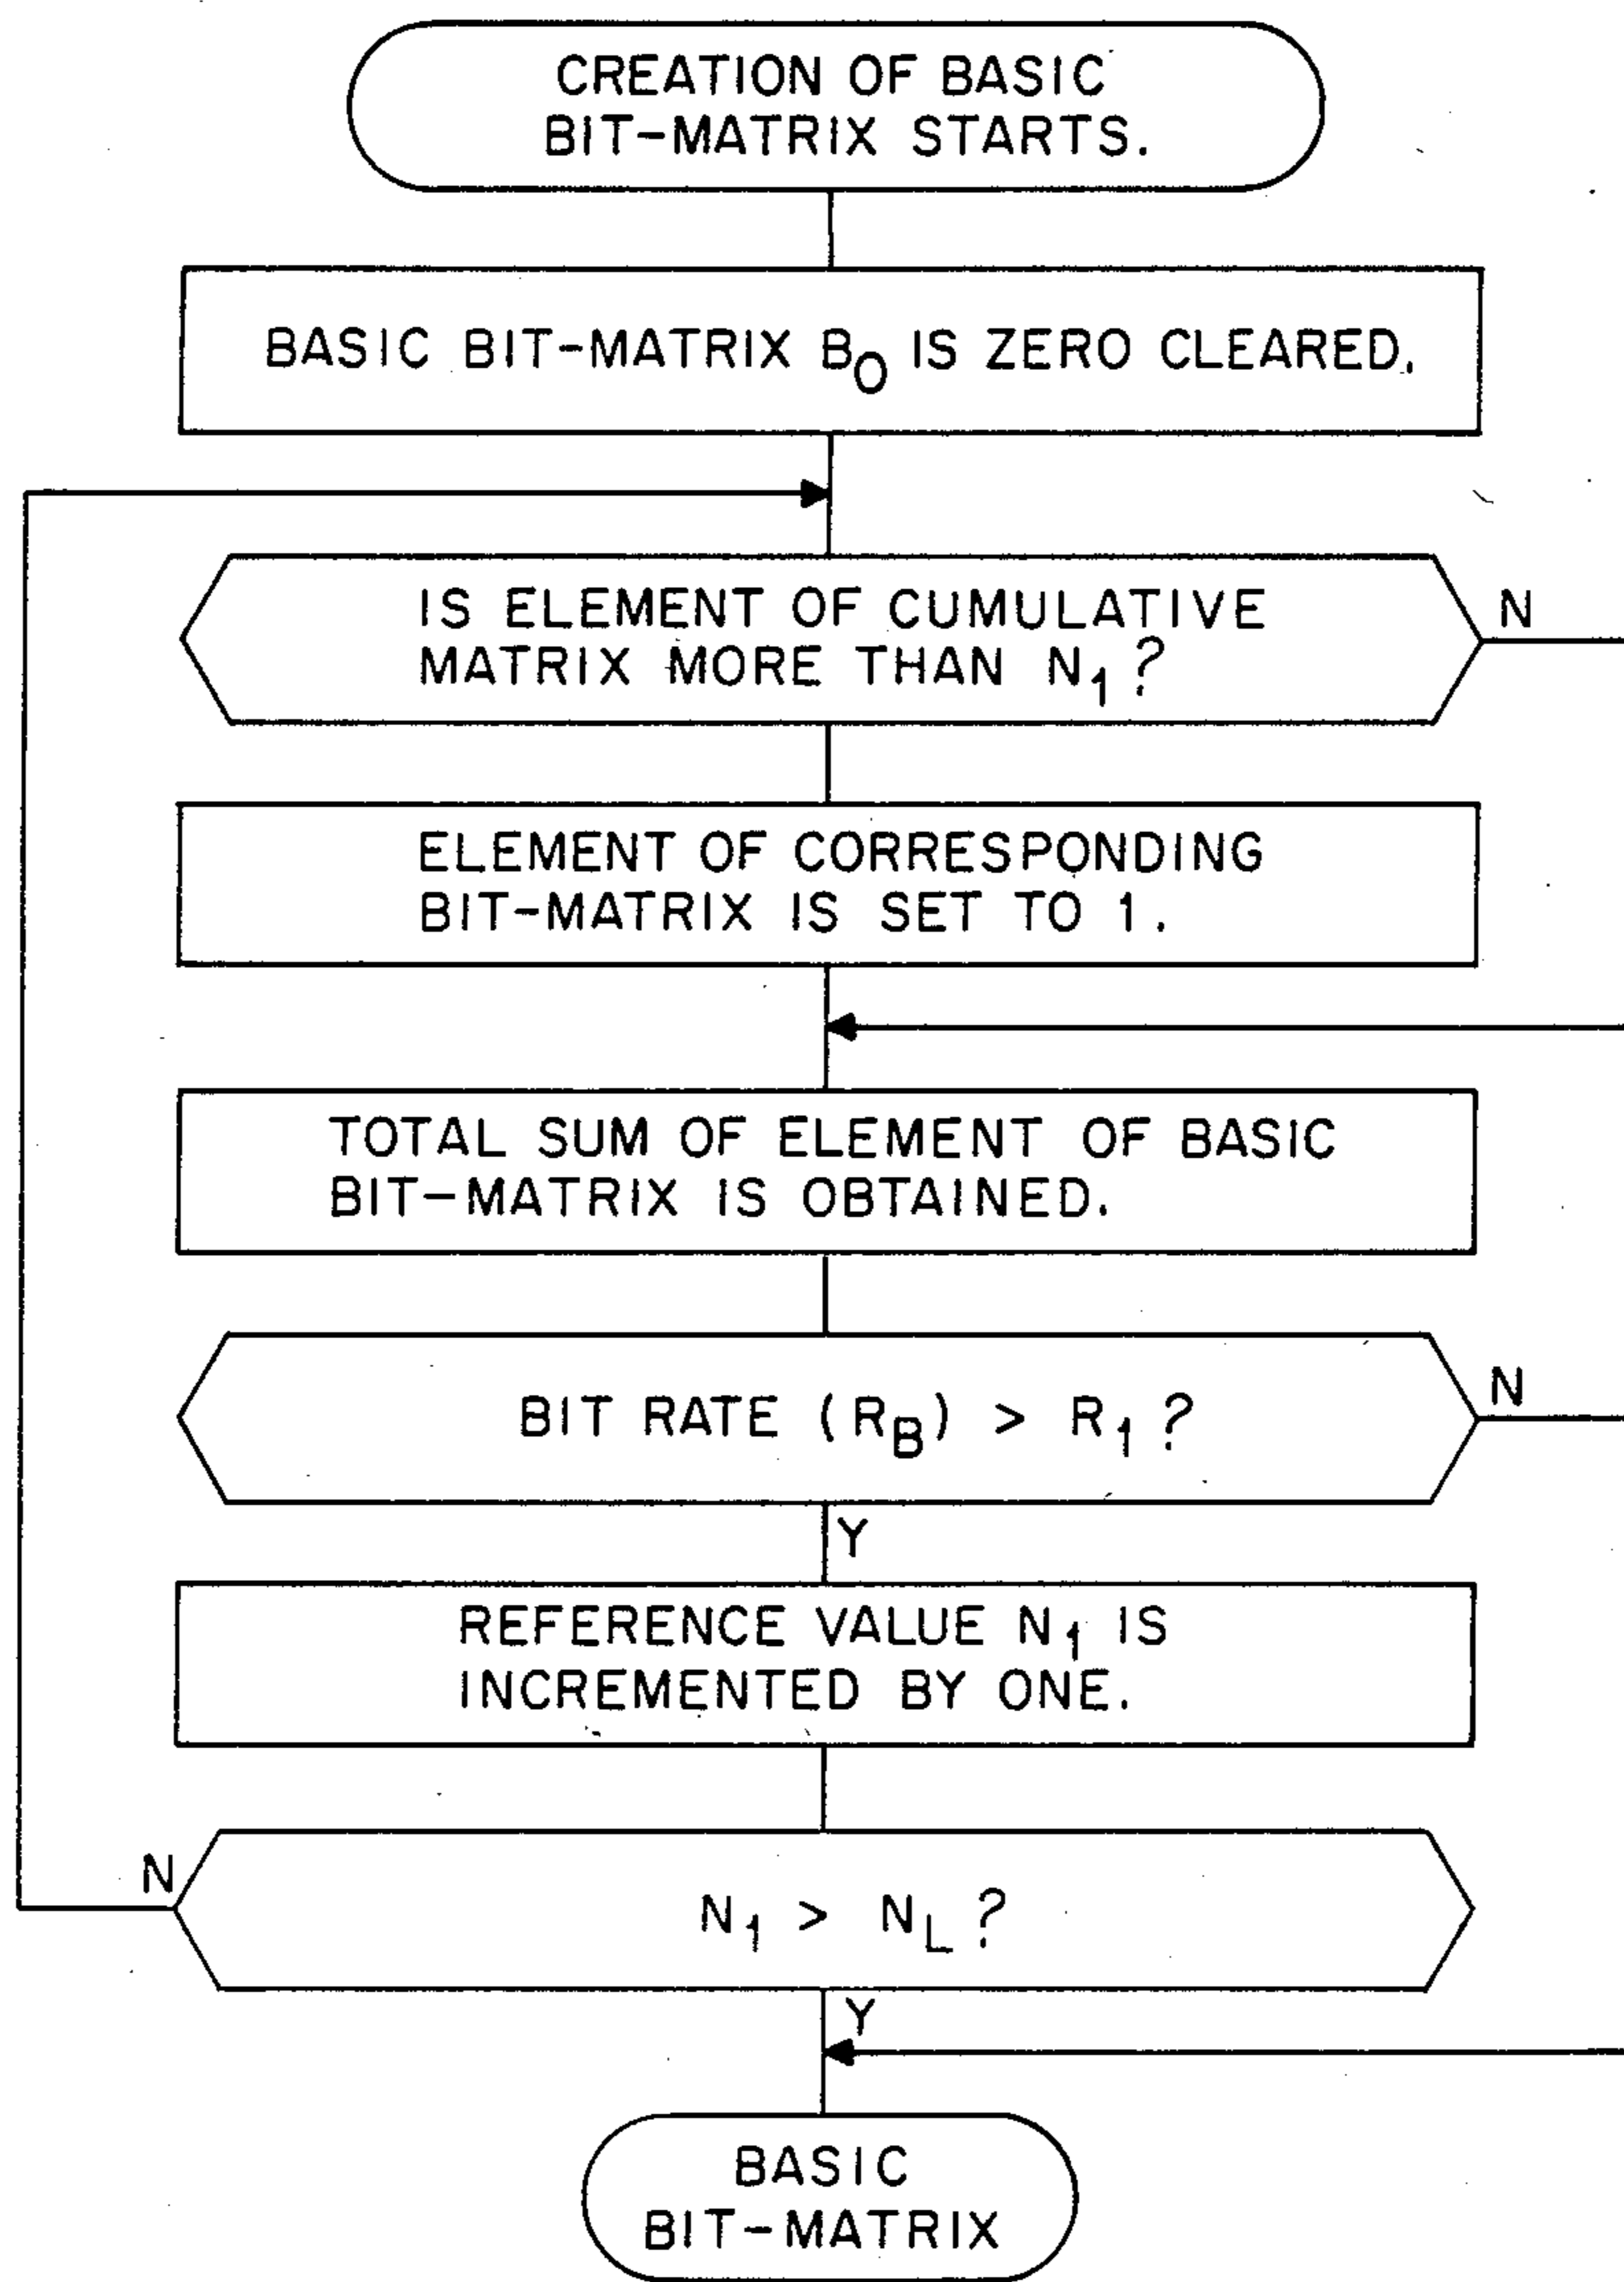 CREATION OF BASIC
BIT-MATRIX STARTS.
BASIC BIT-MATRIX B0 IS ZERO CLEARED.
IS ELEMENT OF CUMULATIVE
MATRIX MORE THAN N1?
N
ELEMENT OF CORRESPONDING
BIT-MATRIX IS SET TO 1.
TOTAL SUM OF ELEMENT OF BASIC
BIT-MATRIX IS OBTAINED.
BIT RATE (RB) > R1?
N
Y
REFERENCE VALUE N1 IS
INCREMENTED BY ONE.
N
N1 > NL?
Y
BASIC
BIT-MATRIX